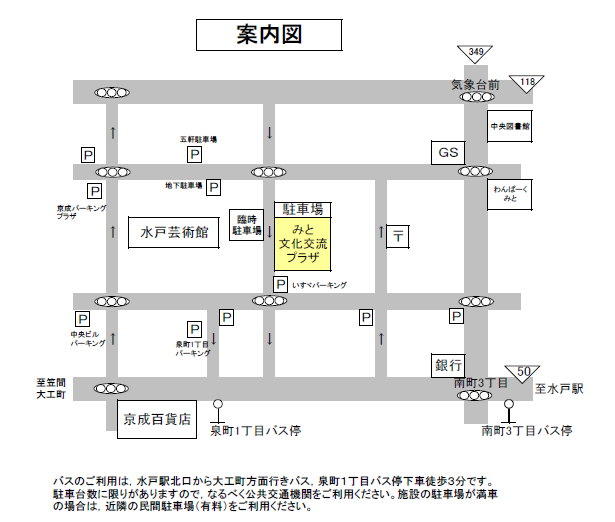 案内図
349
118
気象台前
中央図書館
五軒駐車場
P
P
GS
地下駐車場
P
P
京成パーキング
プラザ
わんぱーく
みと
駐車場
臨時
駐車場
水戸芸術館
みと
文化交流
プラザ
〒
P
いすゞパーキング
P
P
P
P
P
中央ビル
パーキング
泉町1丁目
パーキング
銀行
50
至笠間
大工町
南町3丁目
至水戸駅
京成百貨店
泉町1丁目バス停
南町3丁目バス停
バスのご利用は，水戸駅北口から大工町方面行きバス，泉町1丁目バス停下車徒歩3分です。
駐車台数に限りがありますので，なるべく公共交通機関をご利用ください。施設の駐車場が満車
の場合は，近隣の民間駐車場(有料)をご利用ください。